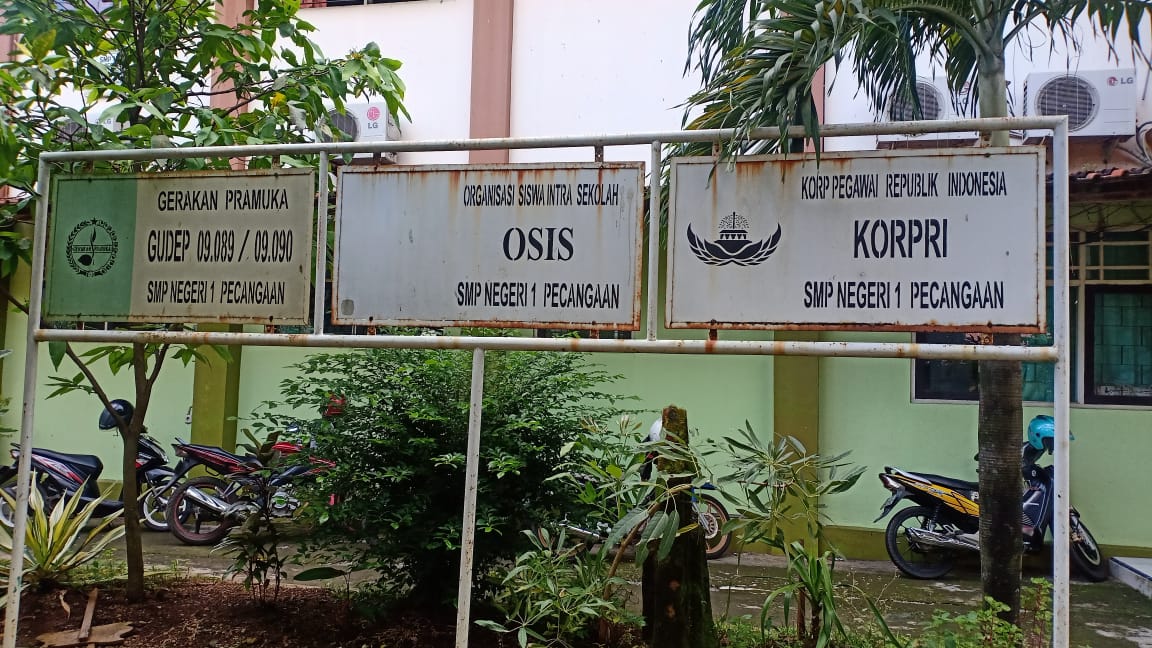 GERAKAN PRAMUKA
GUDEP 09.089 / 09.090
SMP NEGERI 1 PECANGAAN
ORGANISASI SISWA INTRA SEKOLAH
OSIS
SMP NEGERI 1 PECANGAAN
KORP PEGAWAI REPUBLIK INDONESIA
KORPRI
SMP NEGERI 1 PECANGAAN
LG
LG